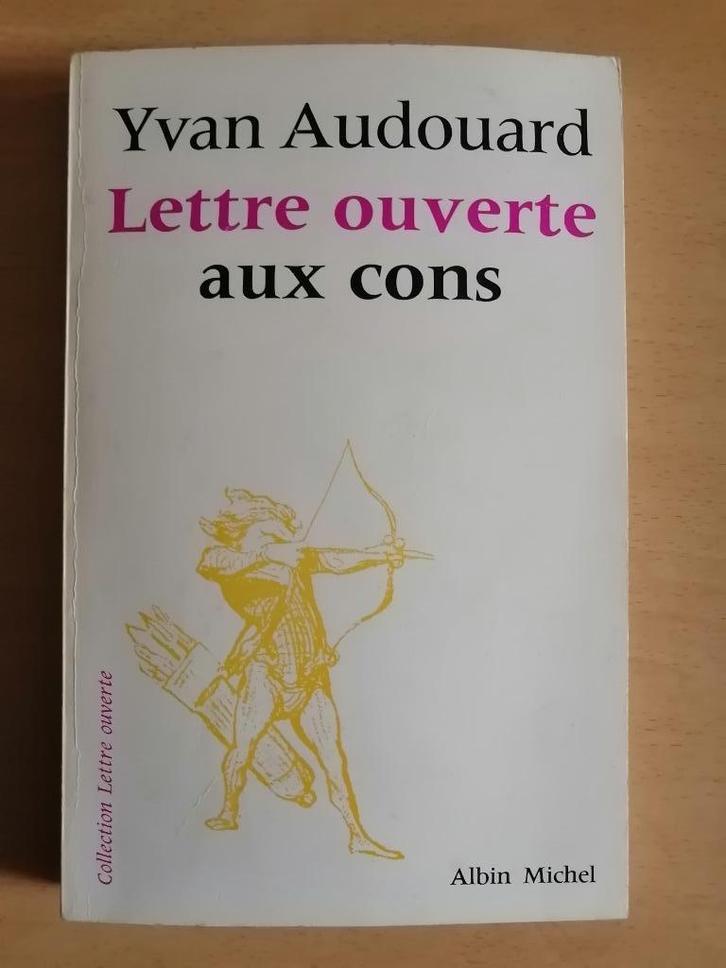 Yvan Audouard
Lettre ouverte
aux cons
Collection Lettre ouverte
Albin Michel